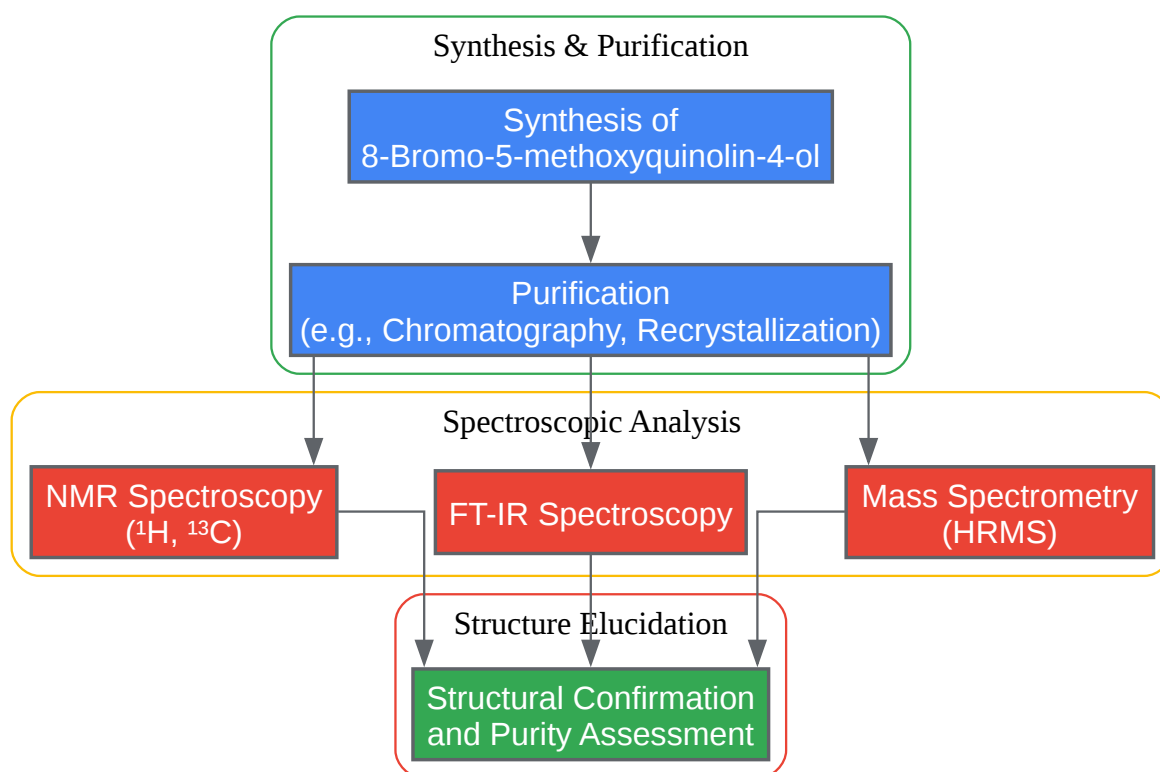 Synthesis & Purification
Synthesis of
8-Bromo-5-methoxyquinolin-4-ol
Purification
(e.g., Chromatography, Recrystallization)
Spectroscopic Analysis
NMR Spectroscopy
(¹H, ¹³C)
FT-IR Spectroscopy
Mass Spectrometry
(HRMS)
Structure Elucidation
Structural Confirmation
and Purity Assessment